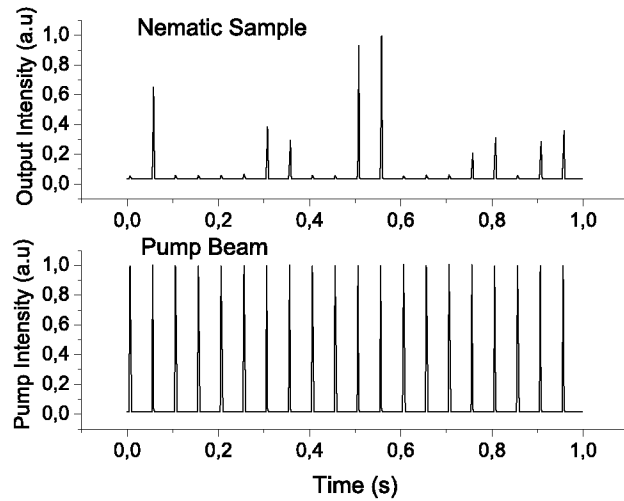 Nematic Sample
Output Intensity (a.u)
1,0
0,8
0,6
0,4
0,2
0,0
0,0 0,2 0,4 0,6 0,8 1,0
Pump Beam
Pump Intensity (a.u)
1,0
0,8
0,6
0,4
0,2
0,0
0,0 0,2 0,4 0,6 0,8 1,0
Time (s)